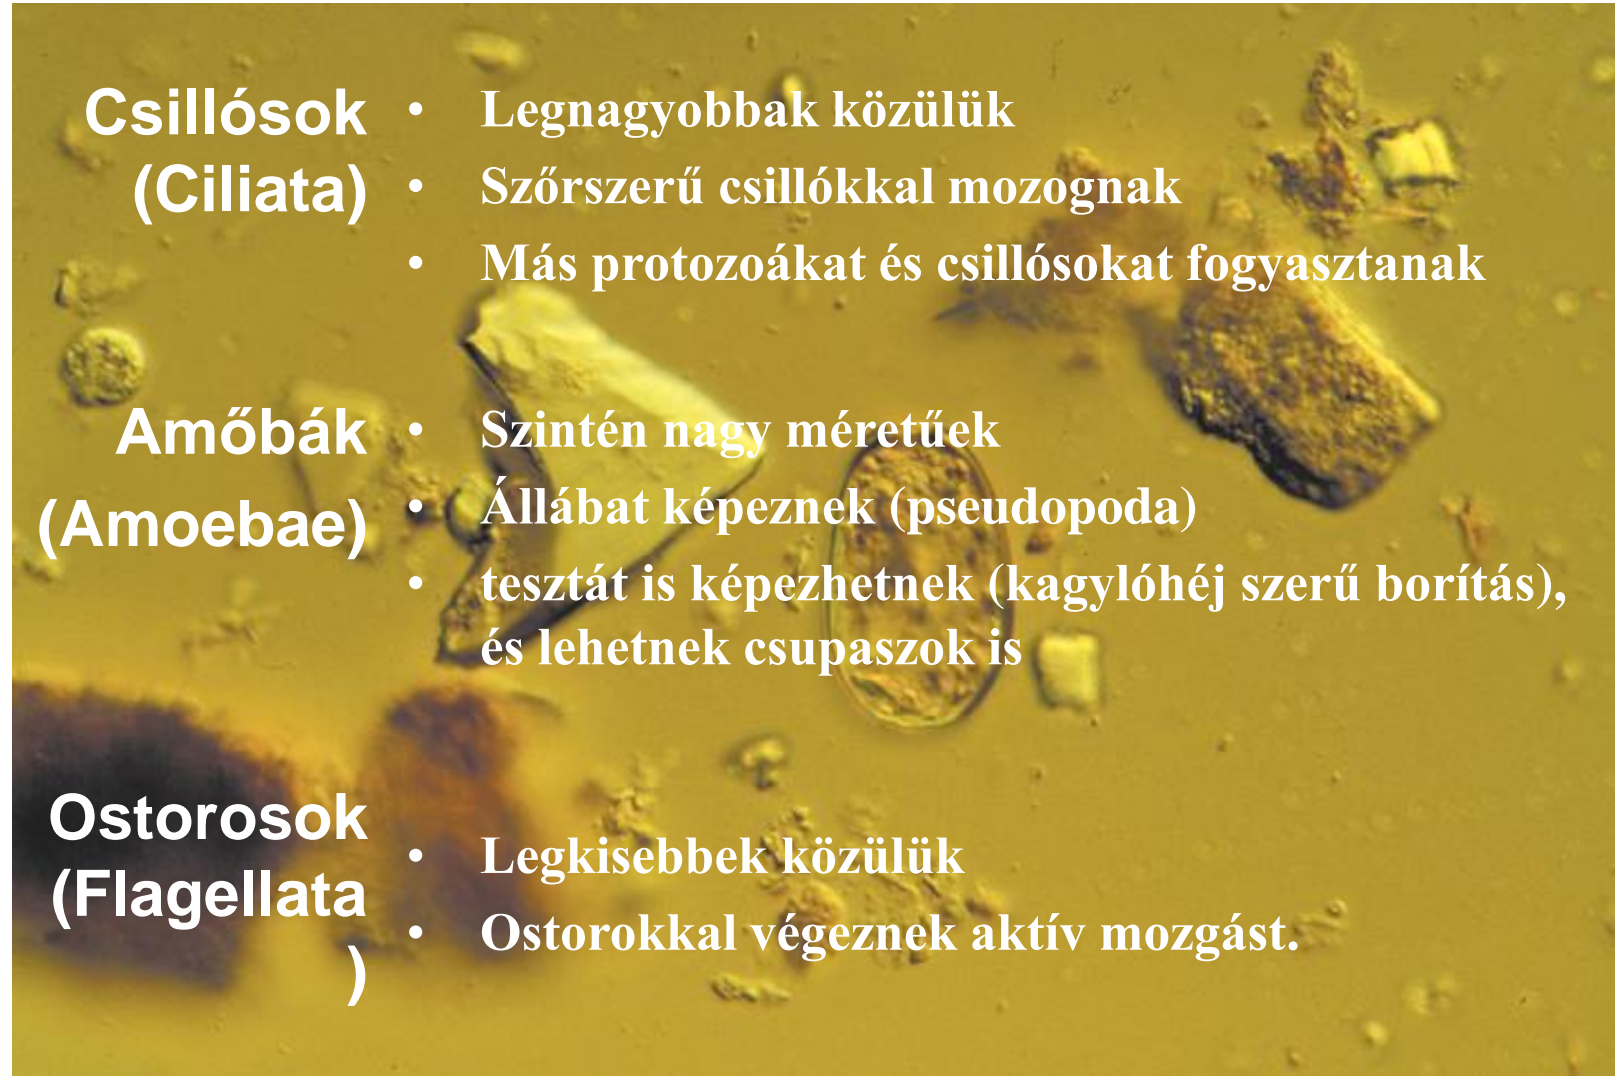 Csillósok
(Ciliata)
• Legnagyobbak közülük
• Szőrszerű csillókkal mozognak
• Más protozoákat és csillósokat fogyasztanak
Amőbák
(Amoebae)
• Szintén nagy méretűek
• Állábat képeznek (pseudopoda)
• tesztát is képezhetnek (kagylóhéj szerű borítás),
és lehetnek csupaszok is
Ostorosok
(Flagellata
)
• Legkisebbek közülük
• Ostorokkal végeznek aktív mozgást.